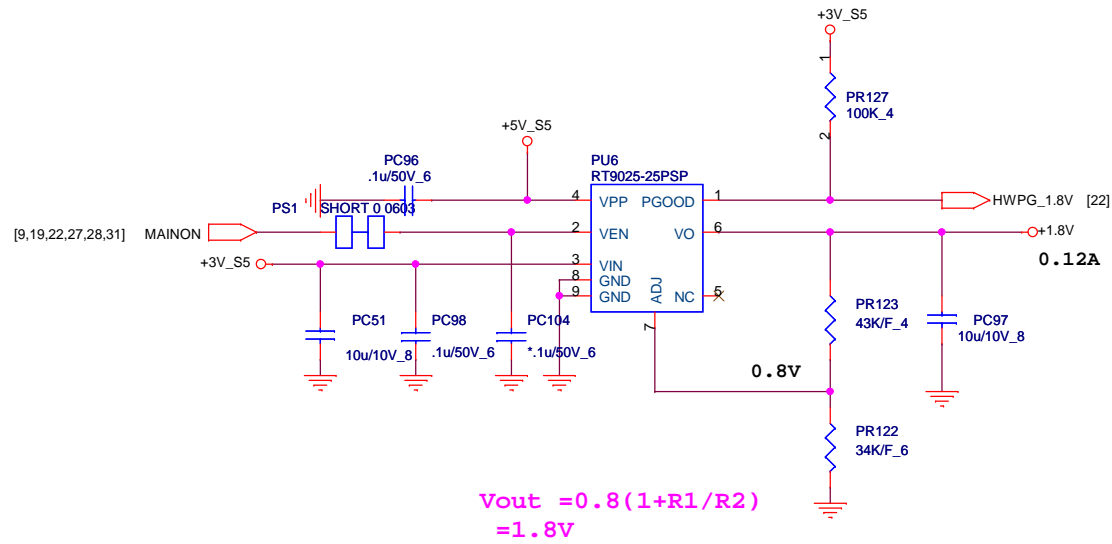 +3V_S5
1
PR127
100K_4
2
+5V_S5
PC96
.1u/50V_6
PU6
RT9025-25PSP
4 VPP PGOOD 1
HWPG_1.8V [22]
PS1 SHORT 0 0603
[9,19,22,27,28,31] MAINON
2 VEN VO 6
+1.8V
0.12A
+3V_S5
3 VIN
8 GND
9 GND
ADJ
NC 5
7
PC51
10u/10V_8
PC98
.1u/50V_6
PC104
*.1u/50V_6
PR123
43K/F_4
PC97
10u/10V_8
0.8V
PR122
34K/F_6
Vout =0.8(1+R1/R2)
=1.8V